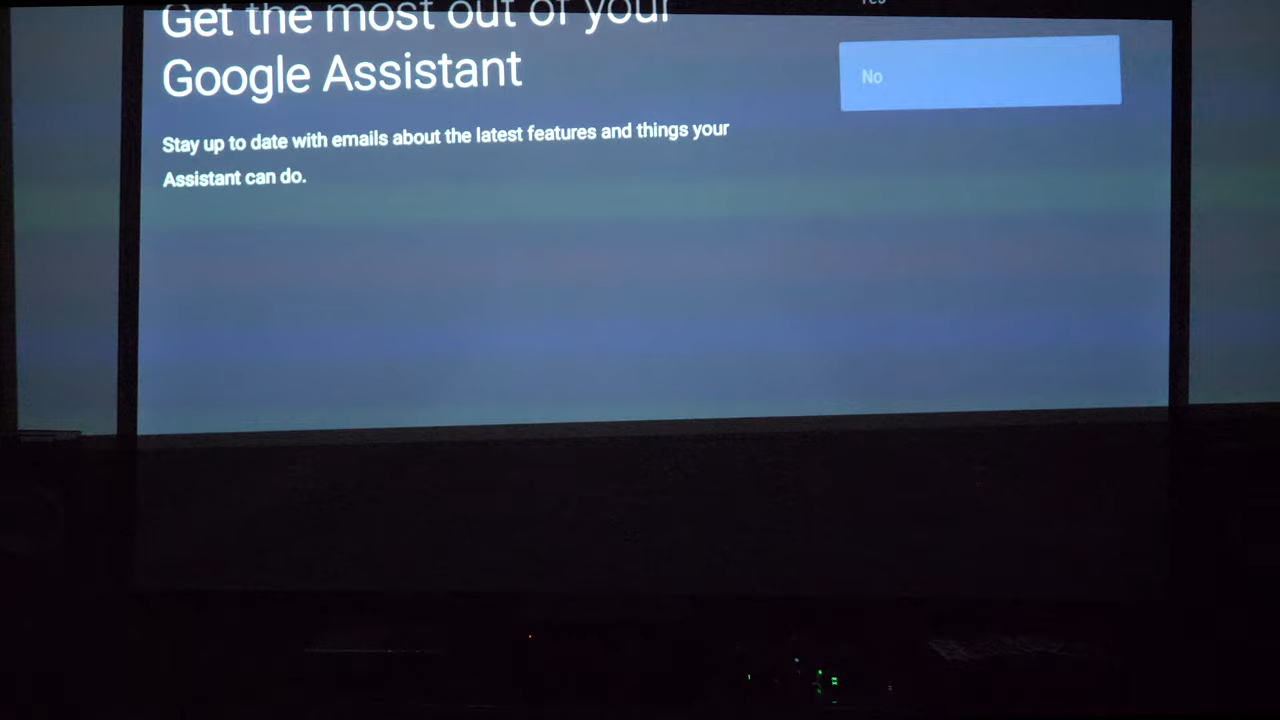 Get the most out of your
Google Assistant
Stay up to date with emails about the latest features and things your
Assistant can do.
Yes
No